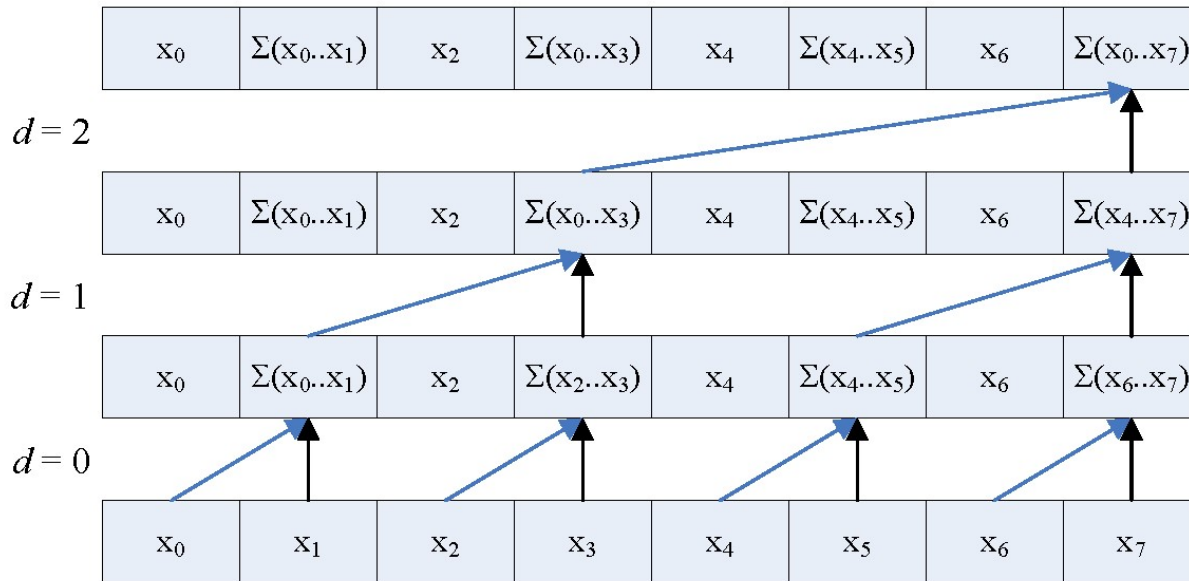 x₀ Σ(x₀..x₁) x₂ Σ(x₀..x₃) x₄ Σ(x₄..x₅) x₆ Σ(x₀..x₇)
d = 2
x₀ Σ(x₀..x₁) x₂ Σ(x₀..x₃) x₄ Σ(x₄..x₅) x₆ Σ(x₄..x₇)
d = 1
x₀ Σ(x₀..x₁) x₂ Σ(x₂..x₃) x₄ Σ(x₄..x₅) x₆ Σ(x₆..x₇)
d = 0
x₀ x₁ x₂ x₃ x₄ x₅ x₆ x₇